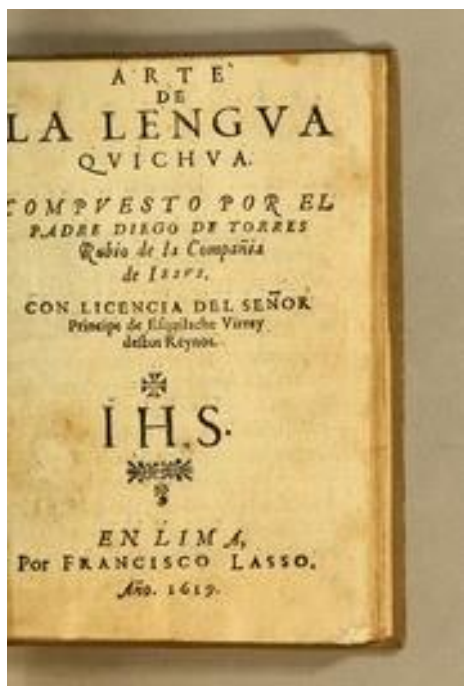 ARTE
DE
LA LENGVA
QVICHVA.
COMPVESTO POR EL
PADRE DIEGO DE TORRES
Rubio de la Compañia
de IESVS.
CON LICENCIA DEL SEÑOR
Principe de Esquilache Virrey
destos Reynos.
IHS.
EN LIMA,
Por FRANCISCO LASSO.
Año. 1619.